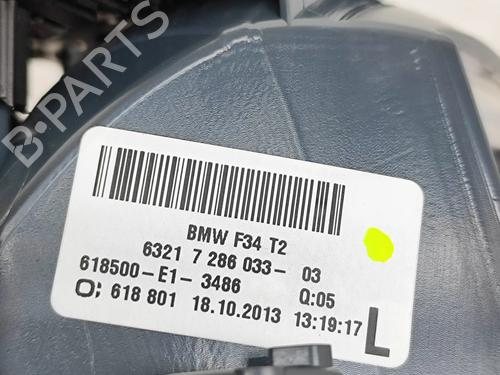 B-PARTS
BMW F34 T2
6321 7 286 033- 03
618500-E1- 3486 Q:05
O; 618 801 18.10.2013 13:19:17 L